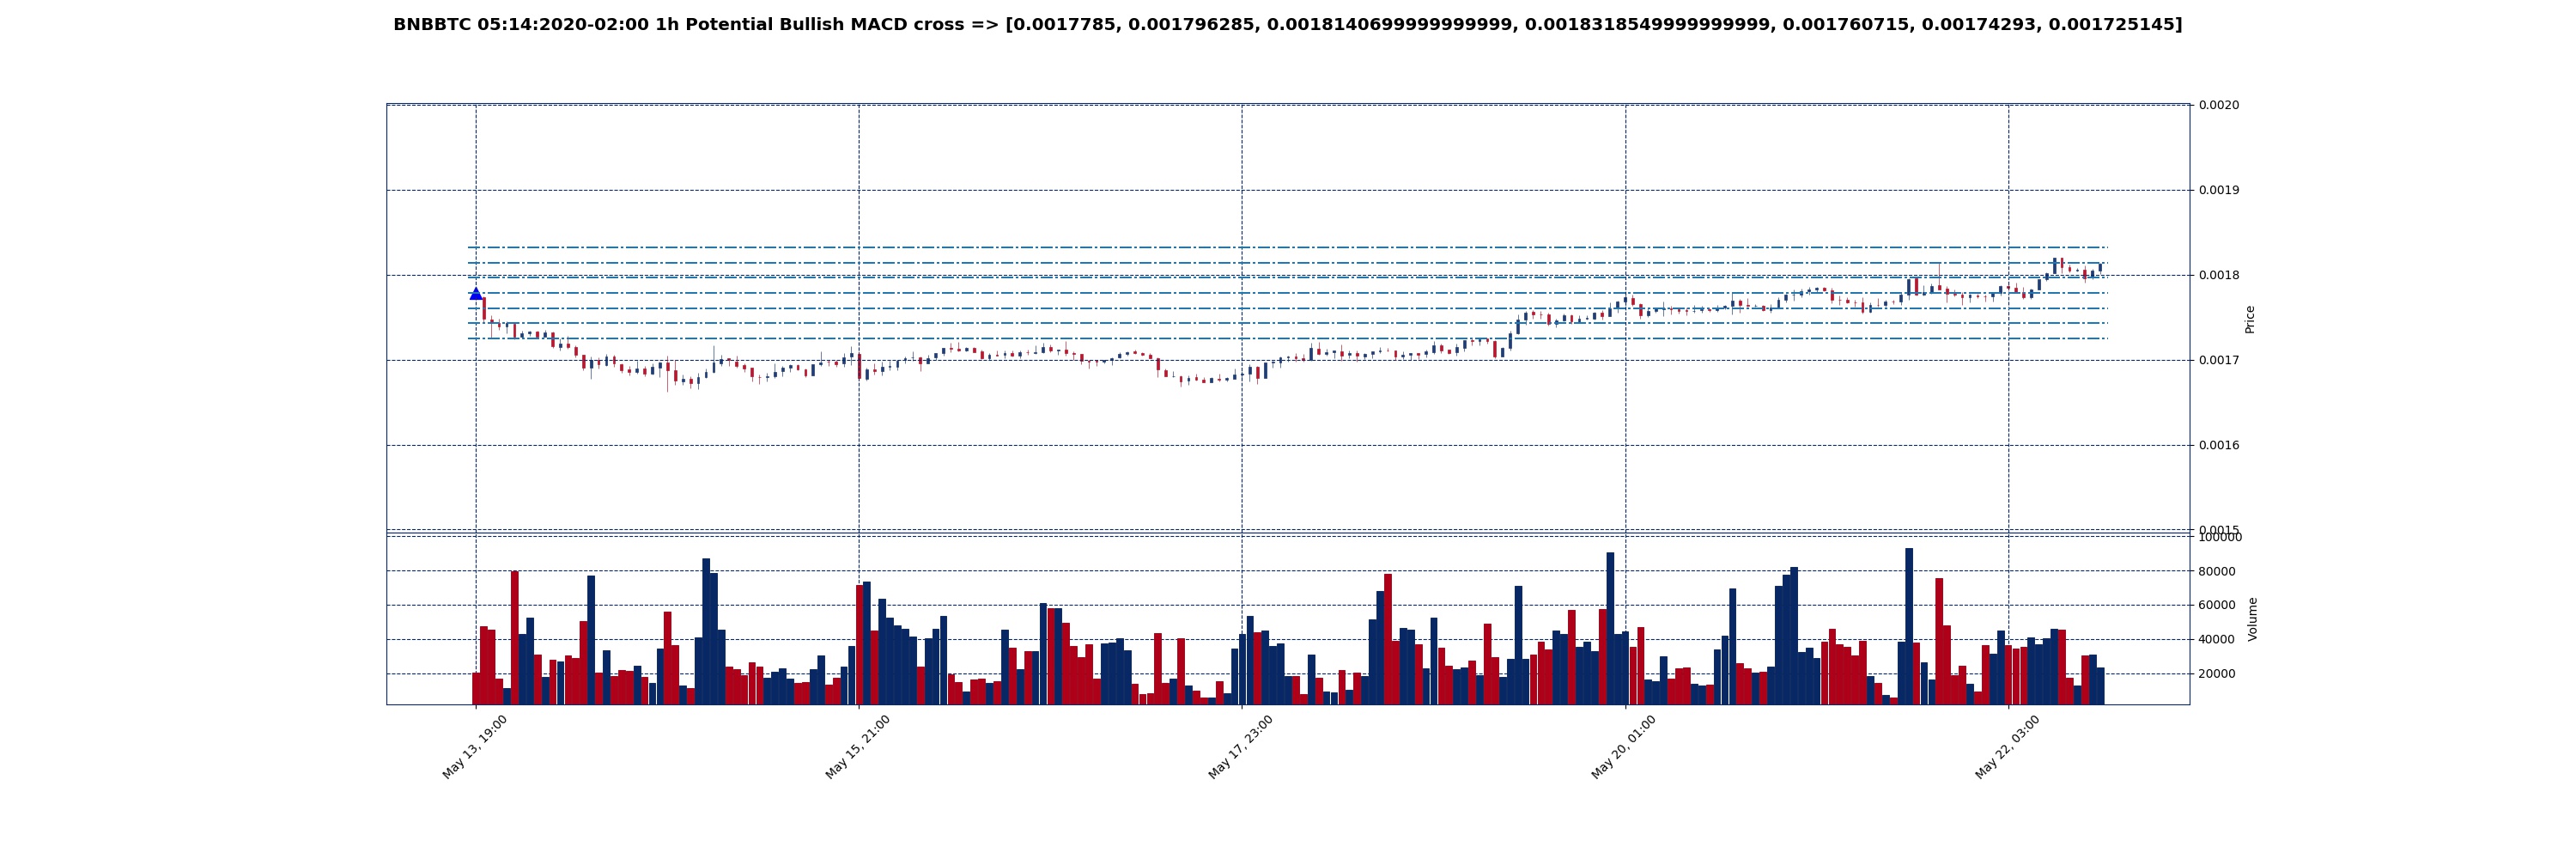 BNBBTC 05:14:2020-02:00 1h Potential Bullish MACD cross => [0.0017785, 0.001796285, 0.0018140699999999999, 0.0018318549999999999, 0.001760715, 0.00174293, 0.001725145]
0.0020
0.0019
0.0018
0.0017
0.0016
0.0015
Price
100000
80000
60000
40000
20000
Volume
May 13, 19:00
May 15, 21:00
May 17, 23:00
May 20, 01:00
May 22, 03:00